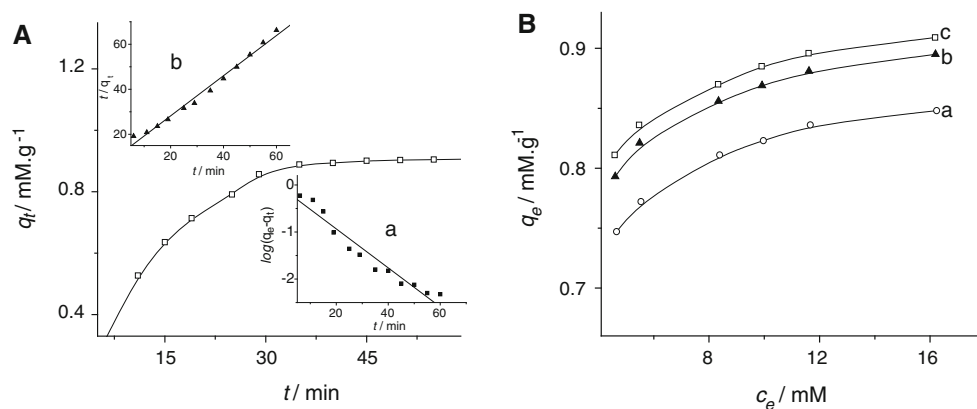 A
1.2
0.8
0.4
q_t / mM.g^-1
15
30
45
t / min
b
60
40
20
t / q_t
20
40
60
t / min
a
0
-1
-2
log(q_e-q_t)
0
20
40
60
t / min
B
0.9
0.8
0.7
q_e / mM.g^-1
4
8
12
16
c_e / mM
c
b
a